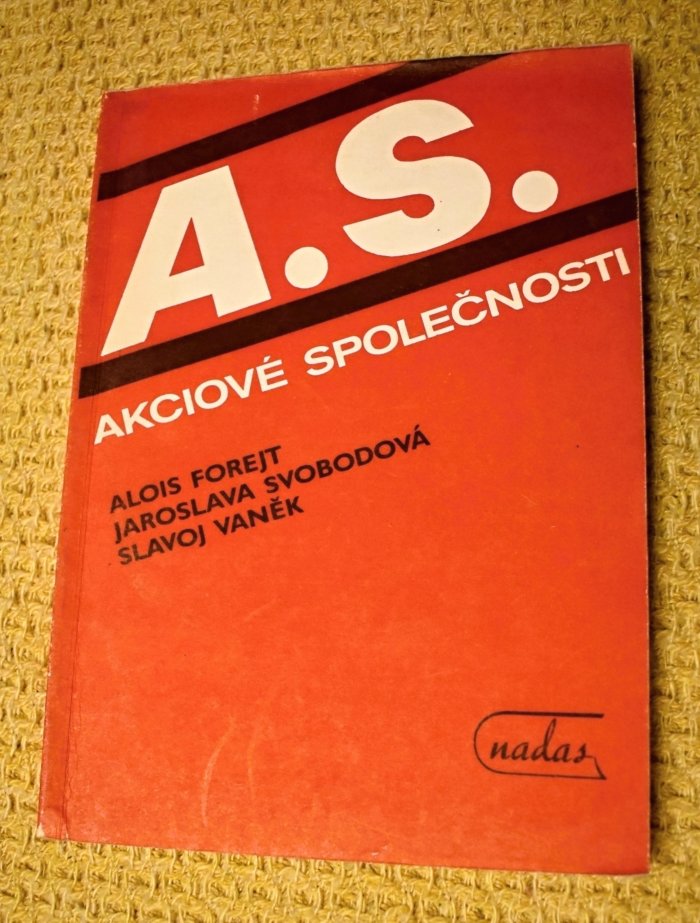 A.S.
AKCIOVÉ SPOLEČNOSTI
ALOIS FOREJT
JAROSLAVA SVOBODOVÁ
SLAVOJ VANĚK
nadas